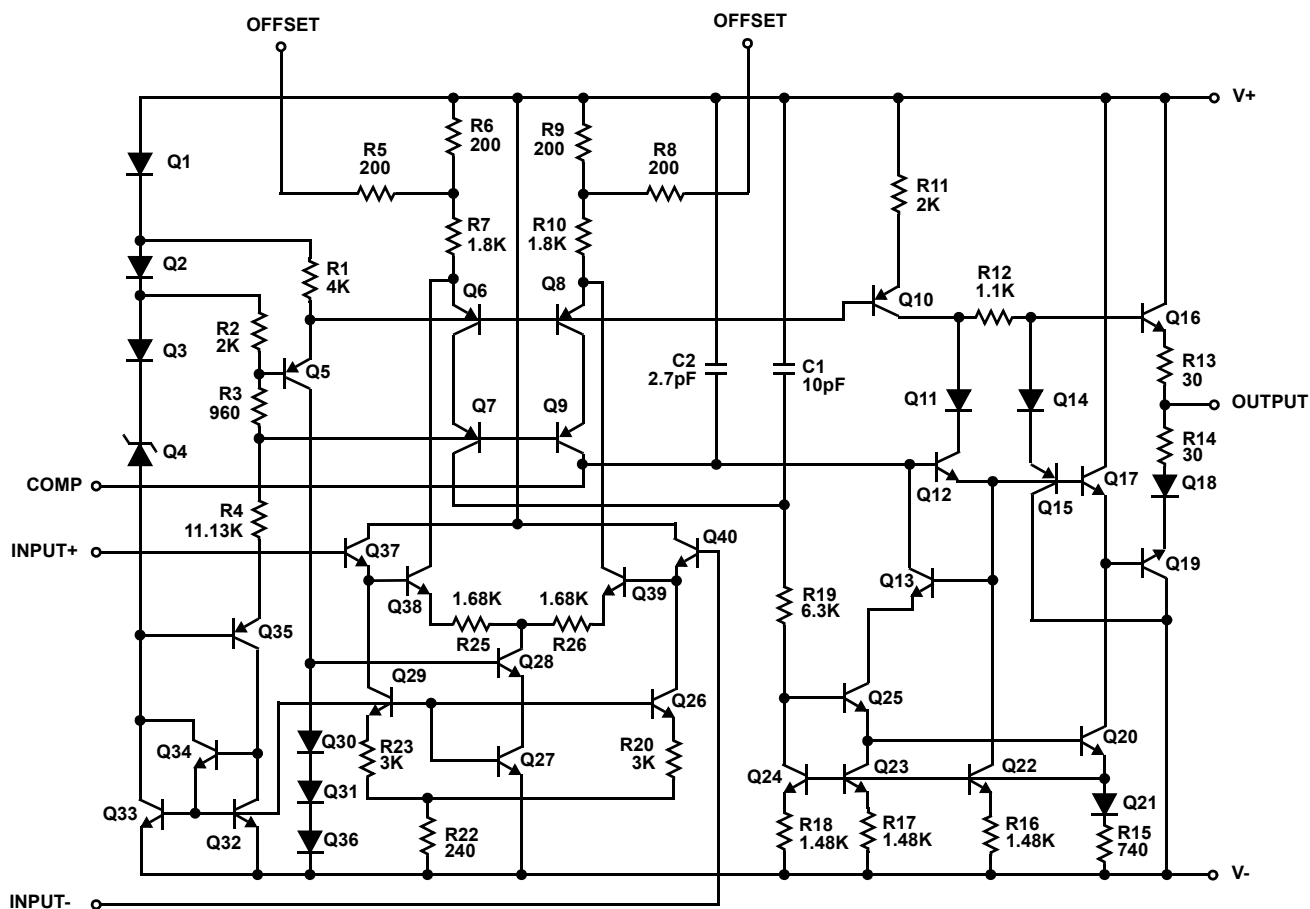 OFFSET
OFFSET
V+
R6
200
R9
200
R5
200
R8
200
Q1
R11
2K
R7
1.8K
R10
1.8K
Q2
R1
4K
Q6
Q8
Q10
R12
1.1K
Q16
R2
2K
Q3
Q5
C2
2.7pF
C1
10pF
R13
30
R3
960
Q7
Q9
Q11
Q14
OUTPUT
Q4
R14
30
COMP
Q12
Q15
Q17
Q18
R4
11.13K
INPUT+
Q37
Q40
Q19
Q38
1.68K
1.68K
Q39
Q13
R19
6.3K
Q35
R25
R26
Q28
Q29
Q26
Q25
Q34
Q30
R23
3K
Q27
R20
3K
Q20
Q24
Q23
Q22
Q31
Q21
Q33
Q32
Q36
R22
240
R18
1.48K
R17
1.48K
R16
1.48K
R15
740
V-
INPUT-